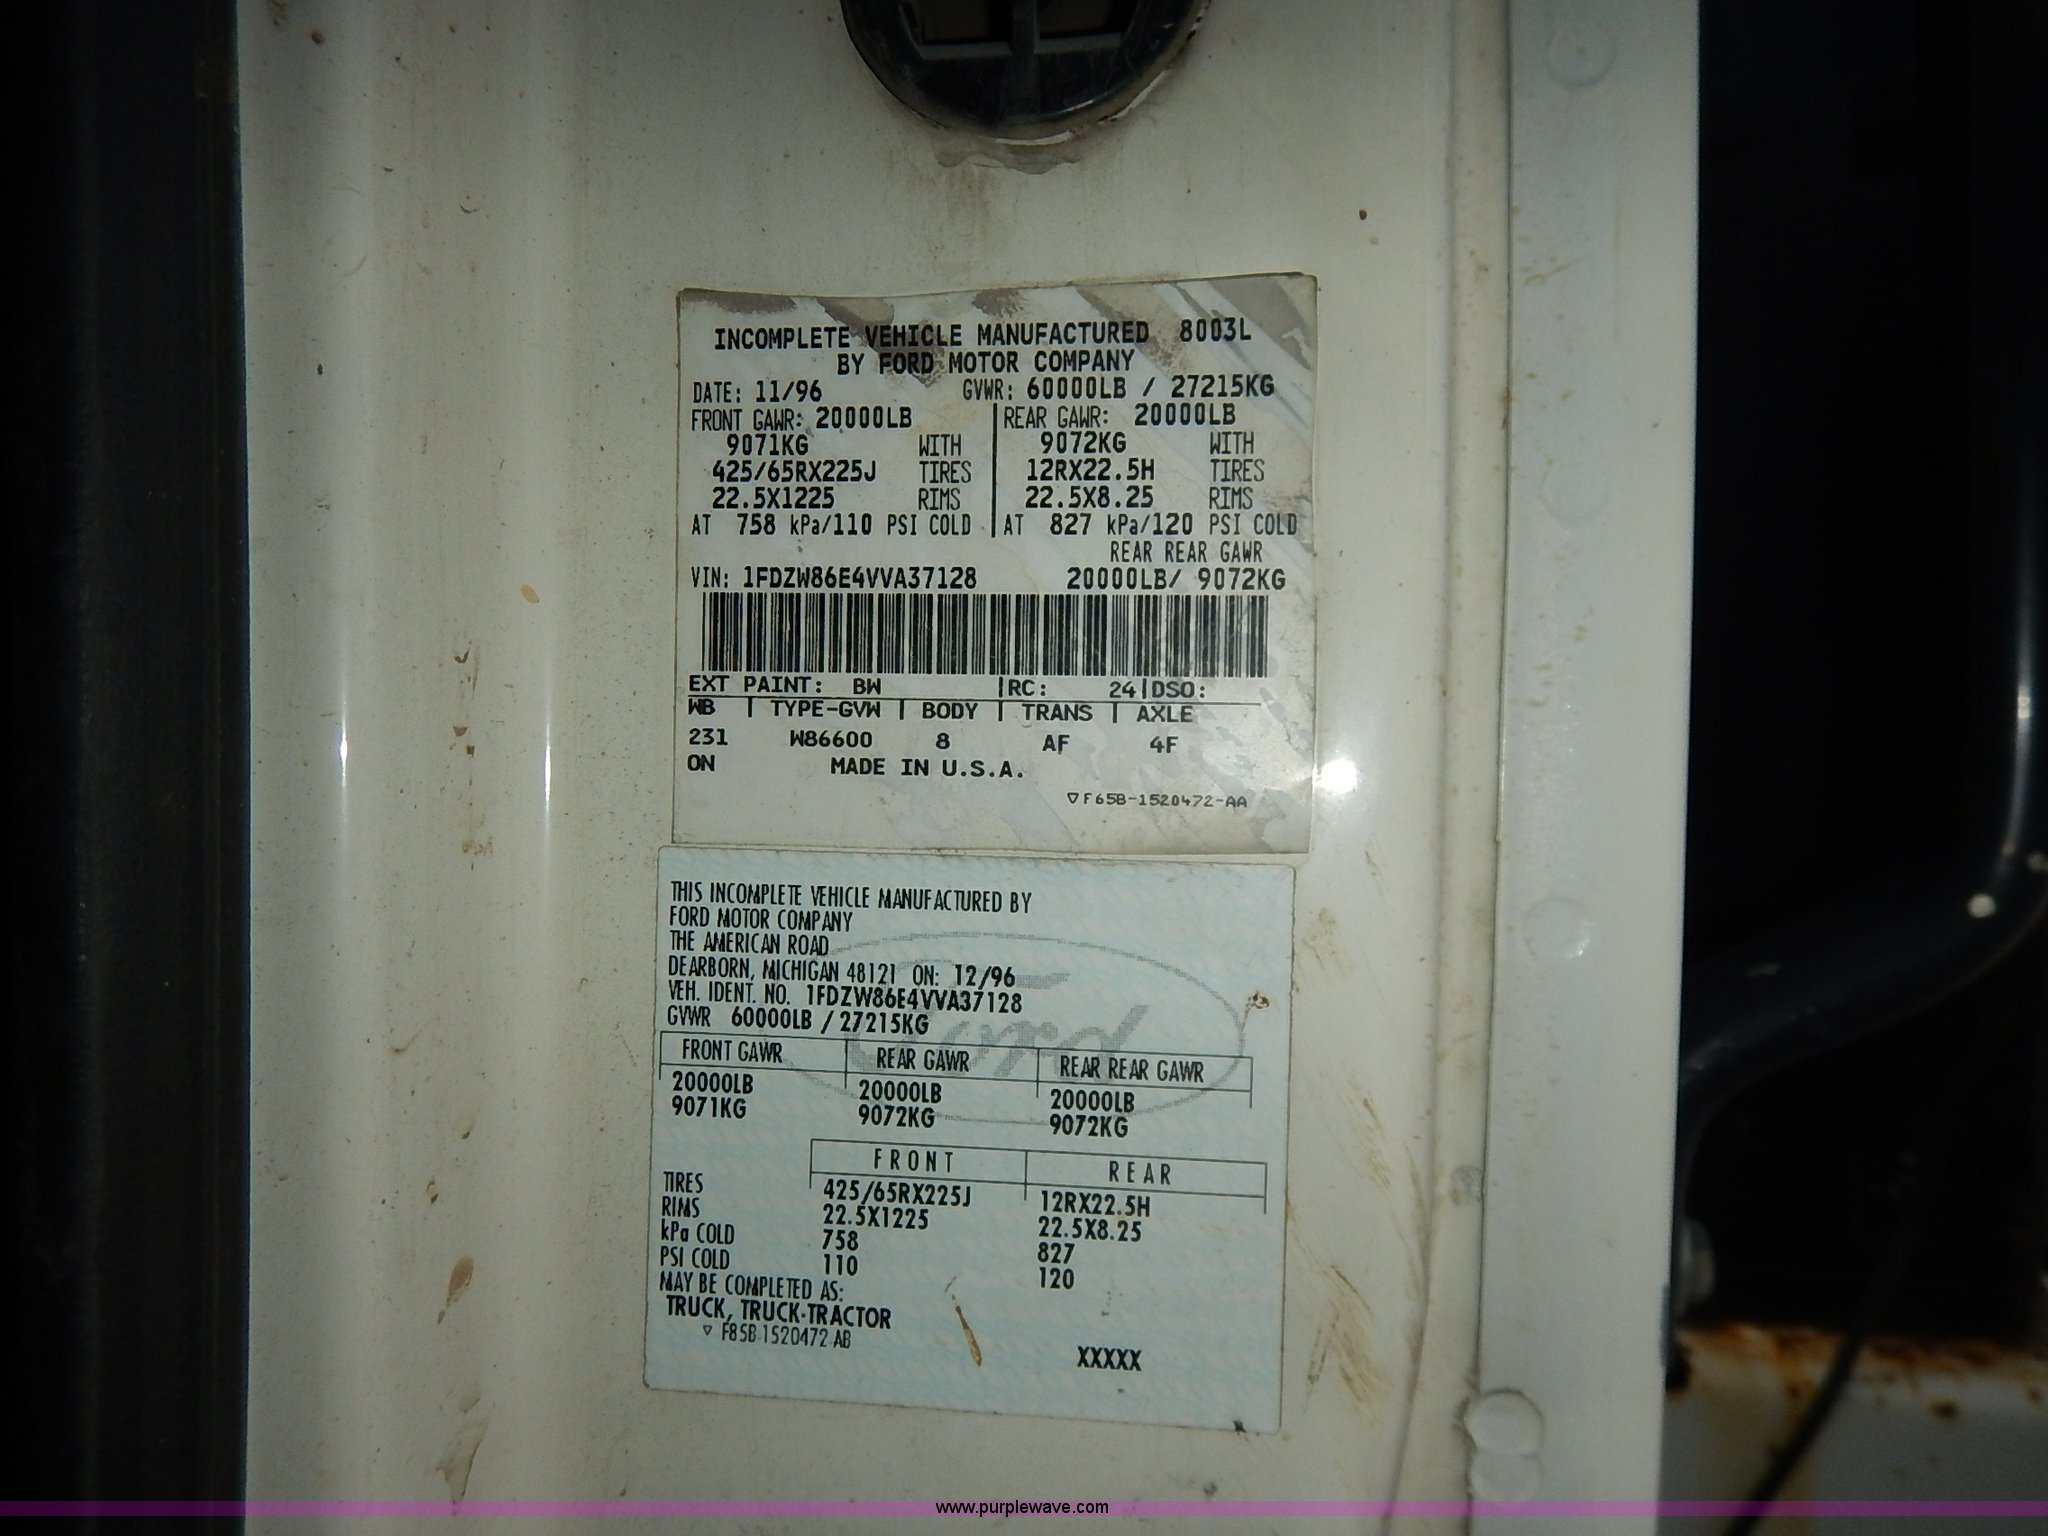 INCOMPLETE VEHICLE MANUFACTURED 8003L
BY FORD MOTOR COMPANY
DATE: 11/96 GVWR: 60000LB / 27215KG
FRONT GAWR: 20000LB REAR GAWR: 20000LB
9071KG WITH 9072KG WITH
425/65RX225J TIRES 12RX22.5H TIRES
22.5X1225 RIMS 22.5X8.25 RIMS
AT 758 kPa/110 PSI COLD AT 827 kPa/120 PSI COLD
REAR REAR GAWR
VIN: 1FDZW86E4VVA37128 20000LB/ 9072KG
EXT PAINT: BW RC: 24 DSO:
WB TYPE-GVW BODY TRANS AXLE
231 W86600 8 AF 4F
ON MADE IN U.S.A.
F65B-1520472-AA
THIS INCOMPLETE VEHICLE MANUFACTURED BY
FORD MOTOR COMPANY
THE AMERICAN ROAD
DEARBORN, MICHIGAN 48121 ON: 12/96
VEH. IDENT. NO. 1FDZW86E4VVA37128
GVWR 60000LB / 27215KG
Ford
FRONT GAWR REAR GAWR REAR REAR GAWR
20000LB 20000LB 20000LB
9071KG 9072KG 9072KG
FRONT REAR
TIRES 425/65RX225J 12RX22.5H
RIMS 22.5X1225 22.5X8.25
kPa COLD 758 827
PSI COLD 110 120
MAY BE COMPLETED AS:
TRUCK, TRUCK-TRACTOR
F85B-1520472-AB
XXXXX
www.purplewave.com